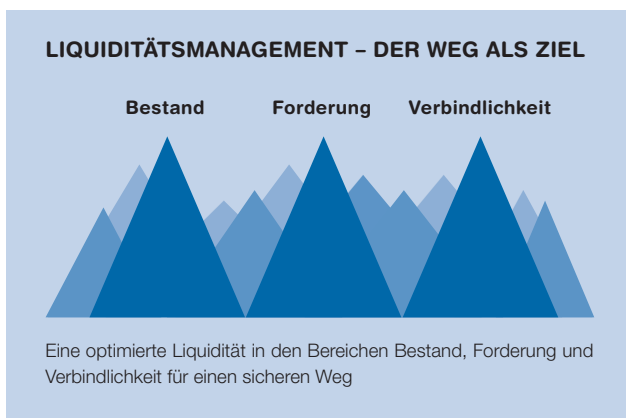 LIQUIDITÄTSMANAGEMENT – DER WEG ALS ZIEL
Bestand Forderung Verbindlichkeit
Eine optimierte Liquidität in den Bereichen Bestand, Forderung und
Verbindlichkeit für einen sicheren Weg